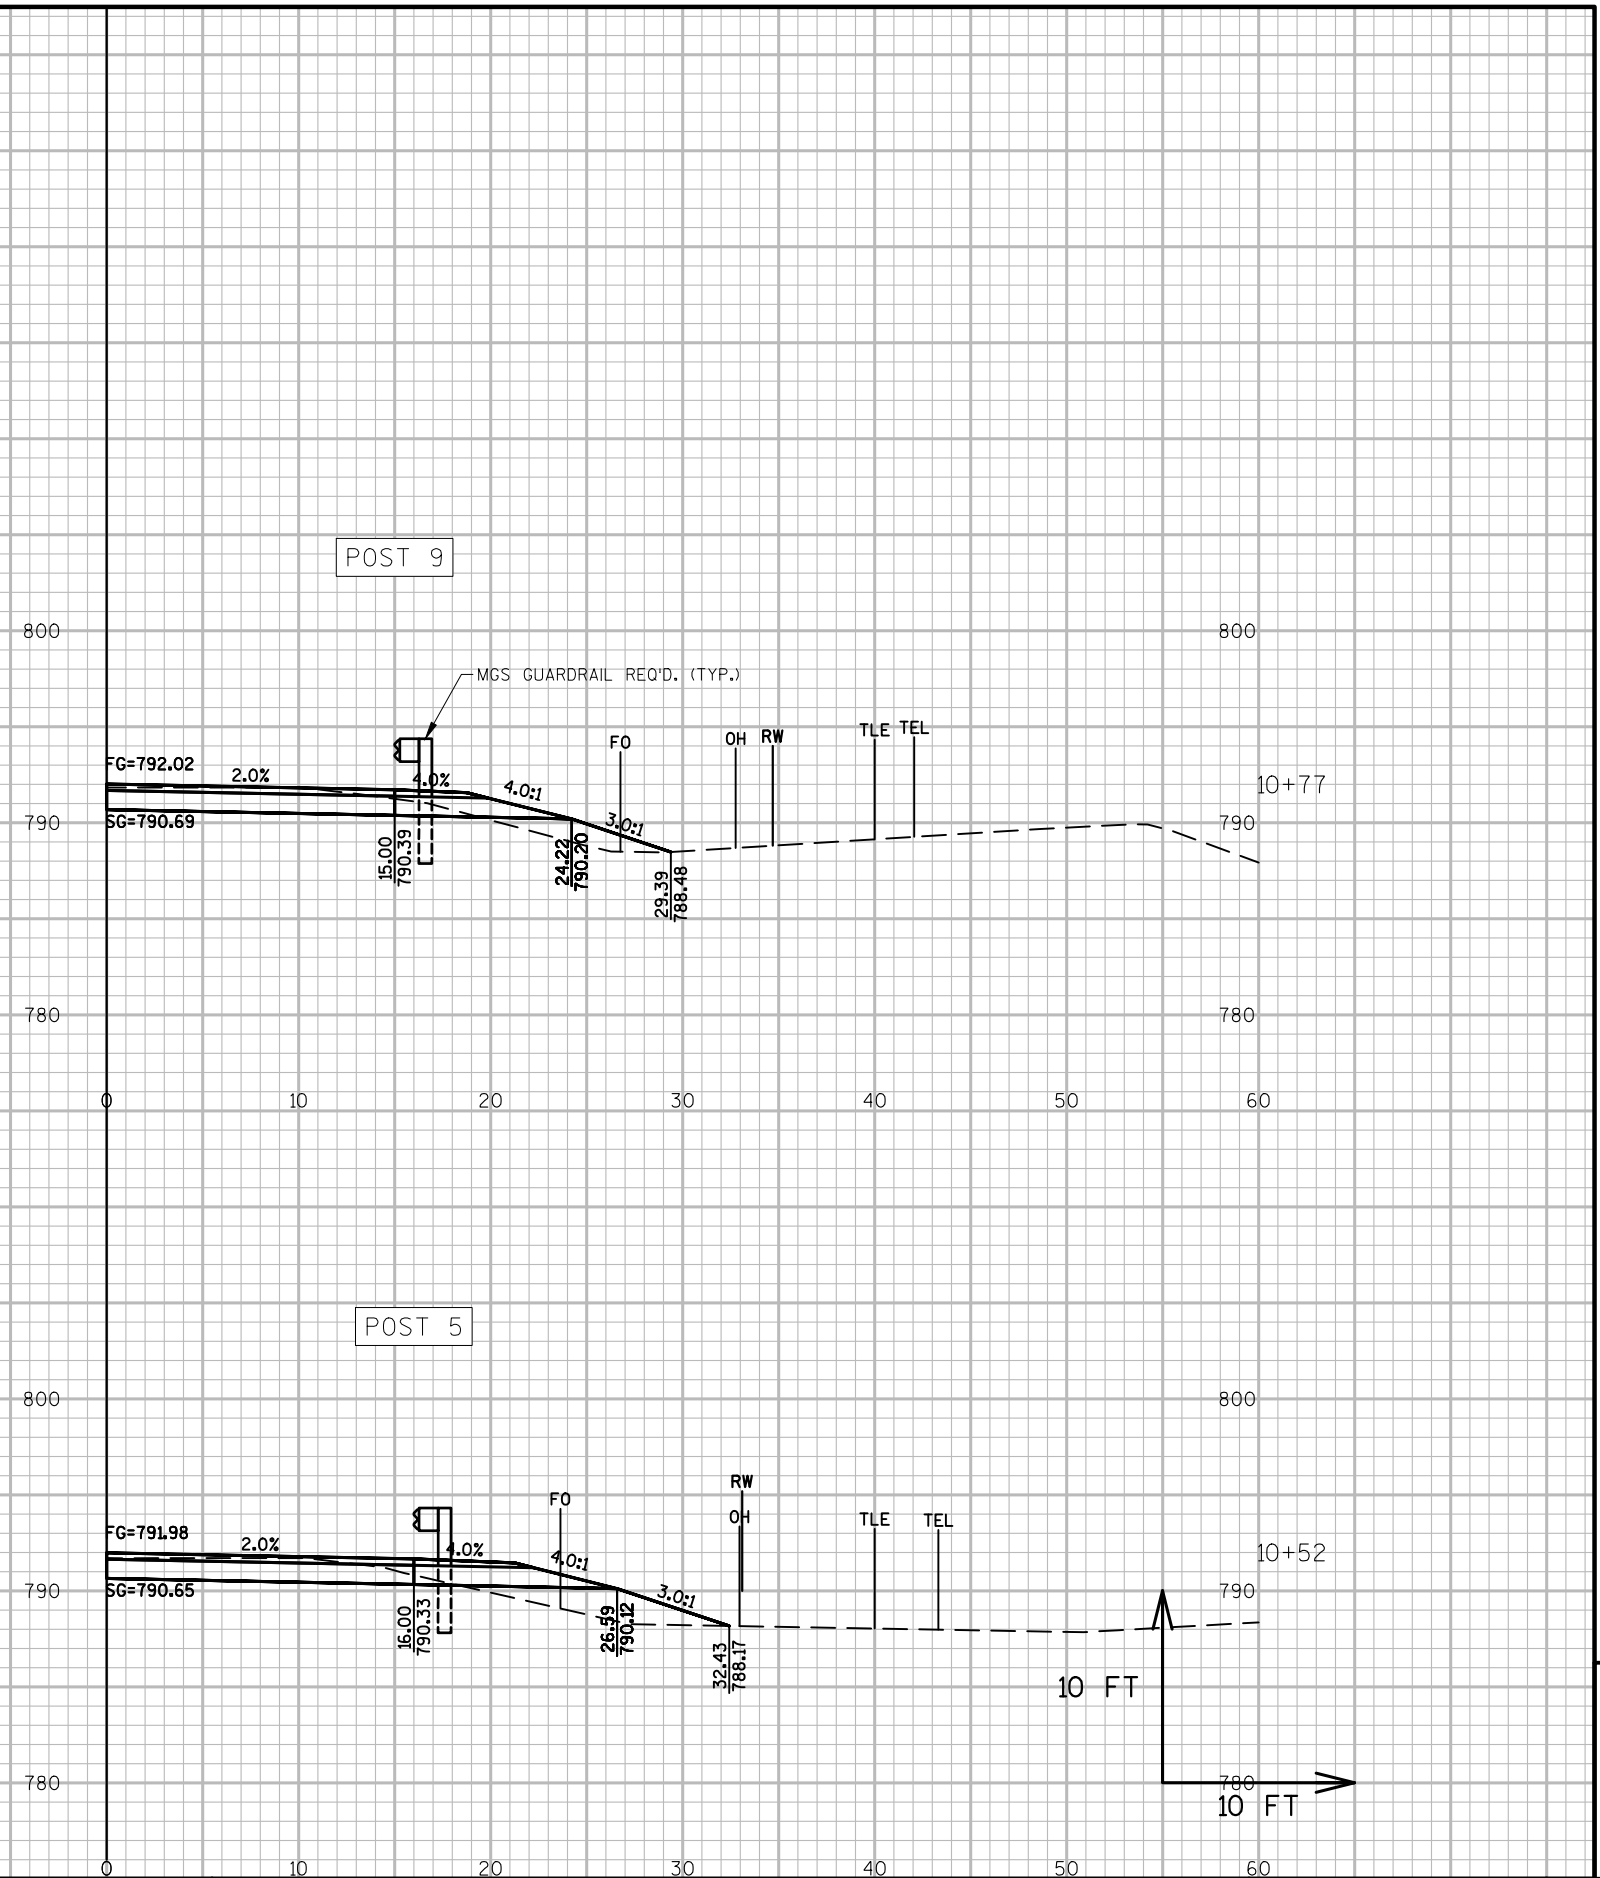 POST 9
800
800
MGS GUARDRAIL REQ'D. (TYP.)
FO
OH
RW
TLE
TEL
FG=792.02
2.0%
4.0%
4.0:1
3.0:1
10+77
790
SG=790.69
790
15.00
790.39
24.22
790.20
29.39
788.48
780
780
0
10
20
30
40
50
60
POST 5
800
800
RW
FO
OH
TLE
TEL
FG=791.98
2.0%
4.0%
4.0:1
3.0:1
10+52
790
SG=790.65
790
16.00
790.33
26.59
790.12
32.43
788.17
10 FT
780
780
10 FT
0
10
20
30
40
50
60